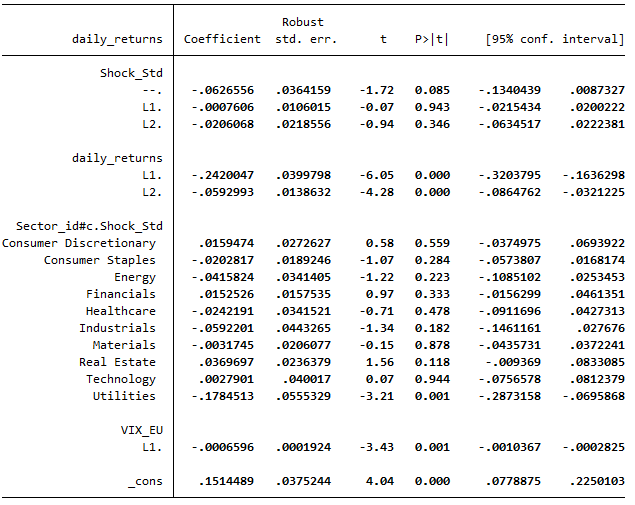 Robust
daily_returns Coefficient std. err. t P>|t| [95% conf. interval]
Shock_Std
--. -.0626556 .0364159 -1.72 0.085 -.1340439 .0087327
L1. -.0007606 .0106015 -0.07 0.943 -.0215434 .0200222
L2. -.0206068 .0218556 -0.94 0.346 -.0634517 .0222381
daily_returns
L1. -.2420047 .0399798 -6.05 0.000 -.3203795 -.1636298
L2. -.0592993 .0138632 -4.28 0.000 -.0864762 -.0321225
Sector_id#c.Shock_Std
Consumer Discretionary .0159474 .0272627 0.58 0.559 -.0374975 .0693922
Consumer Staples -.0202817 .0189246 -1.07 0.284 -.0573807 .0168174
Energy -.0415824 .0341405 -1.22 0.223 -.1085102 .0253453
Financials .0152526 .0157535 0.97 0.333 -.0156299 .0461351
Healthcare -.0242191 .0341521 -0.71 0.478 -.0911696 .0427313
Industrials -.0592201 .0443265 -1.34 0.182 -.1461161 .027676
Materials -.0031745 .0206077 -0.15 0.878 -.0435731 .0372241
Real Estate .0369697 .0236379 1.56 0.118 -.009369 .0833085
Technology .0027901 .040017 0.07 0.944 -.0756578 .0812379
Utilities -.1784513 .0555329 -3.21 0.001 -.2873158 -.0695868
VIX_EU
L1. -.0006596 .0001924 -3.43 0.001 -.0010367 -.0002825
_cons .1514489 .0375244 4.04 0.000 .0778875 .2250103